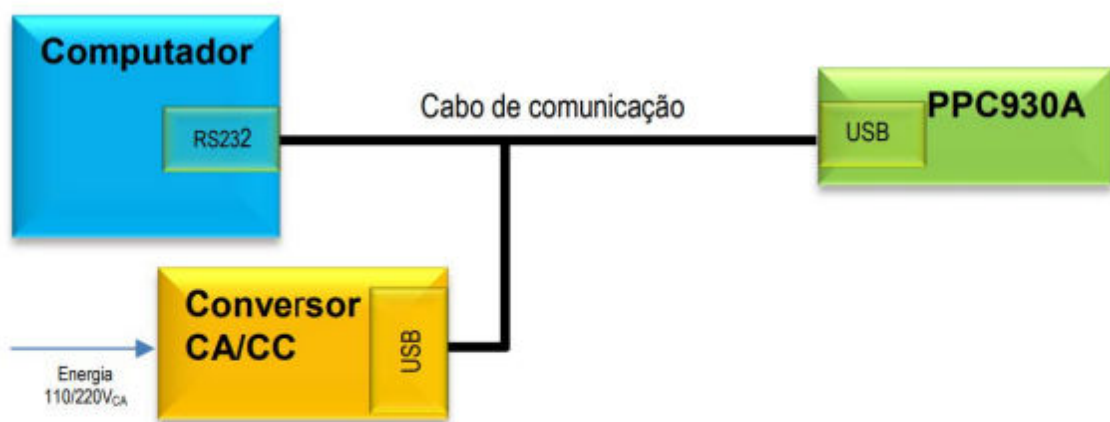 Computador
RS232
Cabo de comunicação
USB
PPC930A
Conversor
CA/CC
USB
Energia
110/220VCA